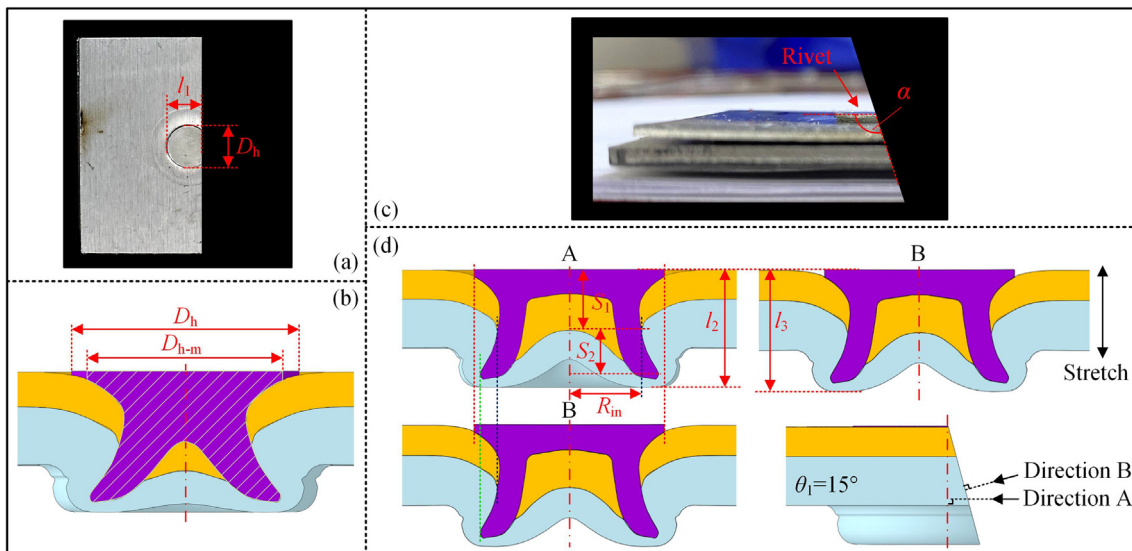 l₁
Dₕ
(a)
Rivet
α
(c)
(b)
Dₕ
Dₕ₋ₘ
(d)
A
S₁
l₂
S₂
Rᵢₙ
B
B
l₃
Stretch
θ₁=15°
Direction B
Direction A